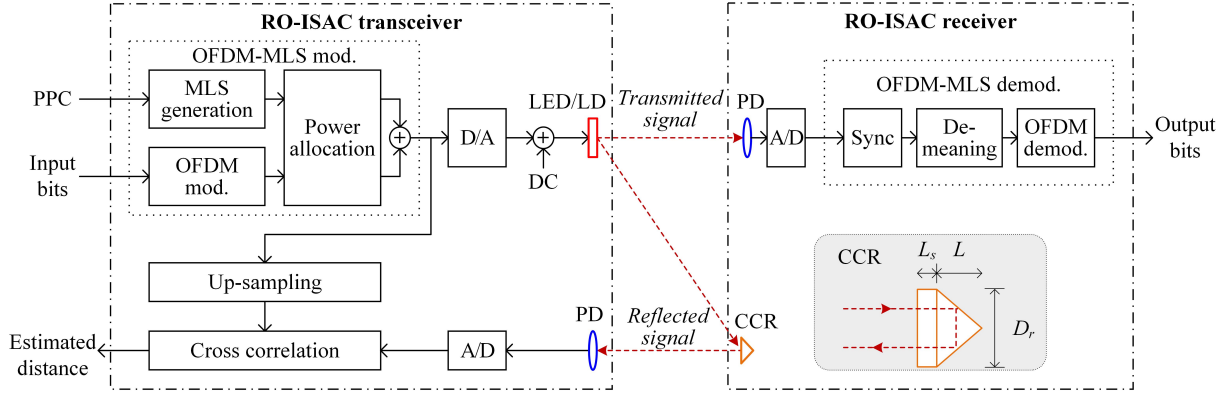 RO-ISAC transceiver
RO-ISAC receiver
OFDM-MLS mod.
PPC
MLS
generation
Input
bits
OFDM
mod.
Power
allocation
+
D/A
+
DC
LED/LD
Transmitted
signal
PD
A/D
OFDM-MLS demod.
Sync
De-
meaning
OFDM
demod.
Output
bits
Up-sampling
Estimated
distance
Cross correlation
A/D
PD
Reflected
signal
CCR
CCR
L_s
L
D_r